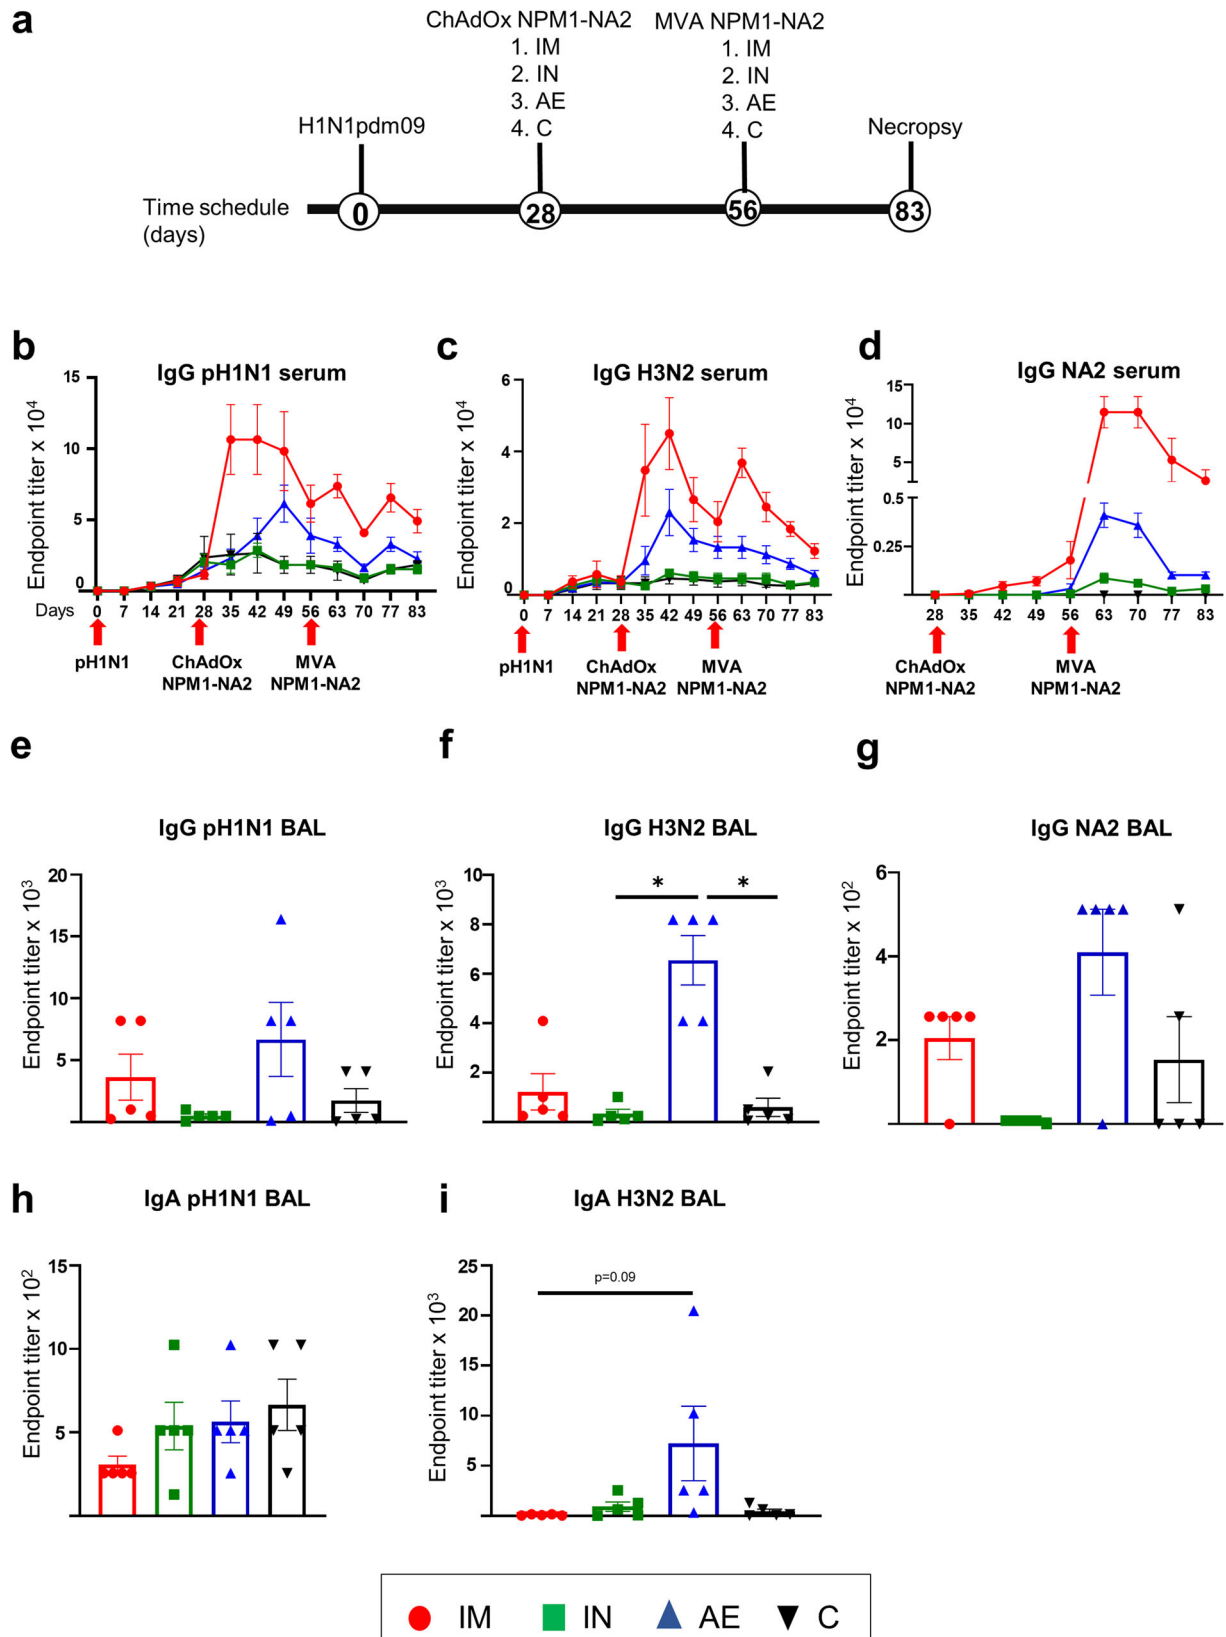 a
ChAdOx NPM1-NA2 MVA NPM1-NA2
1. IM 1. IM
2. IN 2. IN
3. AE 3. AE
4. C 4. C
H1N1pdm09 Necropsy
Time schedule
(days)
0 28 56 83
b
IgG pH1N1 serum
Endpoint titer x 10⁴
15
10
5
0
Days 0 7 14 21 28 35 42 49 56 63 70 77 83
pH1N1 ChAdOx MVA
NPM1-NA2 NPM1-NA2
c
IgG H3N2 serum
Endpoint titer x 10⁴
6
4
2
0
0 7 14 21 28 35 42 49 56 63 70 77 83
pH1N1 ChAdOx MVA
NPM1-NA2 NPM1-NA2
d
IgG NA2 serum
Endpoint titer x 10⁴
15
10
5
0.5
0.25
28 35 42 49 56 63 70 77 83
ChAdOx MVA
NPM1-NA2 NPM1-NA2
e
IgG pH1N1 BAL
Endpoint titer x 10³
20
15
10
5
f
IgG H3N2 BAL
Endpoint titer x 10³
10
8
6
4
2
* *
g
IgG NA2 BAL
Endpoint titer x 10²
6
4
2
h
IgA pH1N1 BAL
Endpoint titer x 10²
15
10
5
i
IgA H3N2 BAL
Endpoint titer x 10³
25
20
15
10
5
p=0.09
IM IN AE C